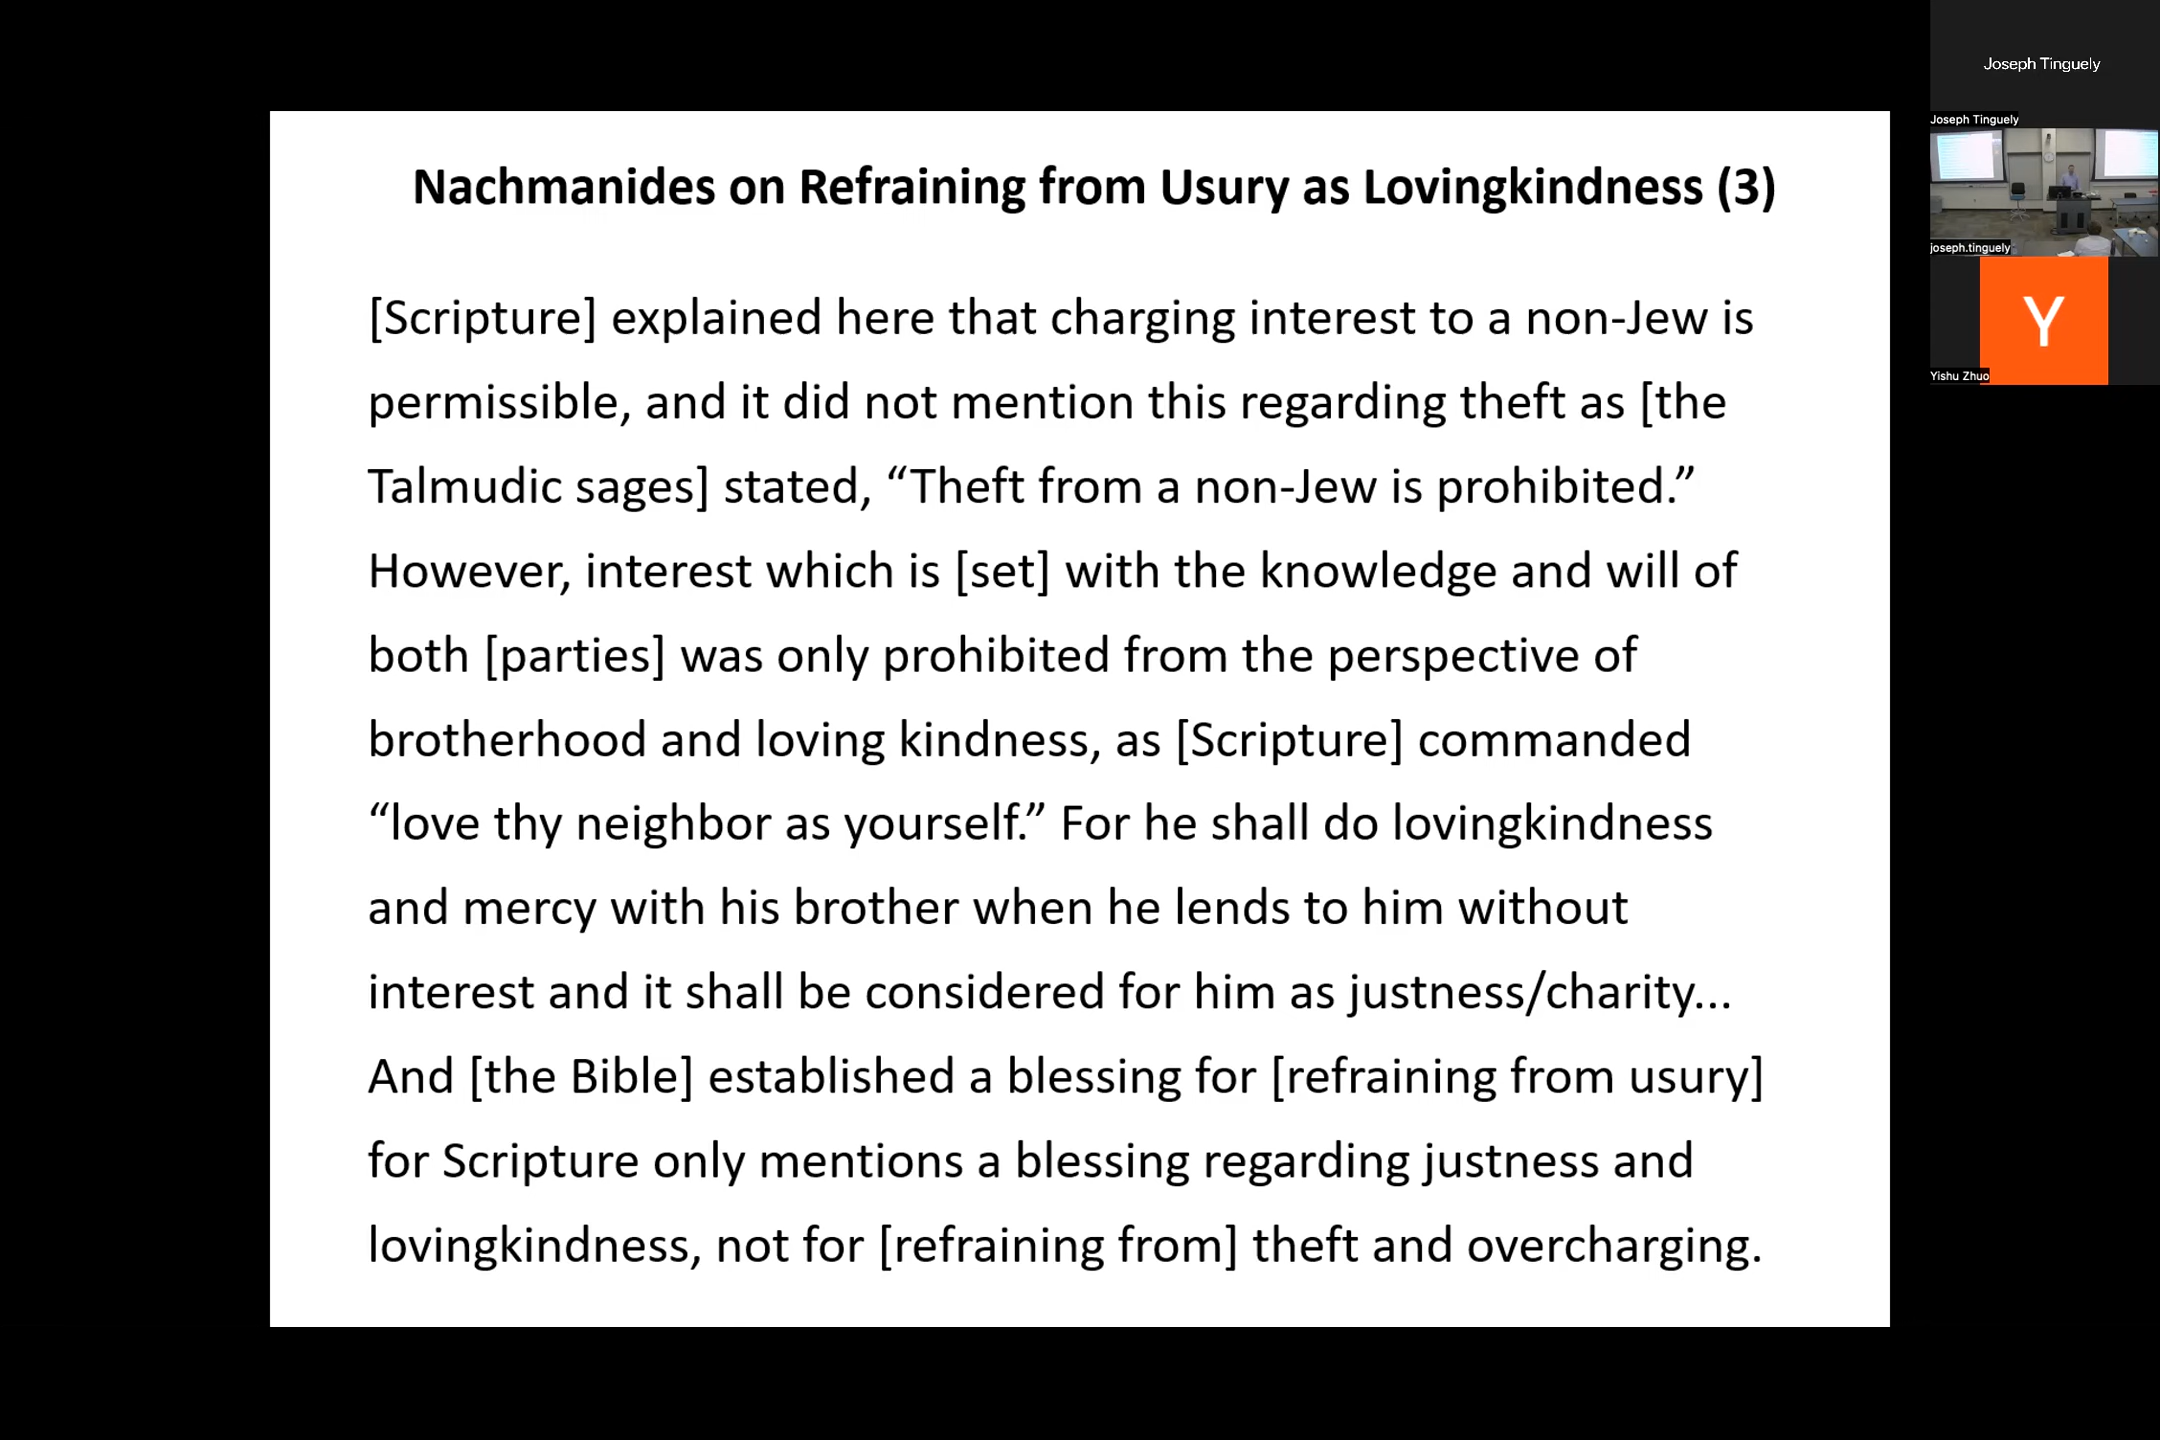 Nachmanides on Refraining from Usury as Lovingkindness (3)
[Scripture] explained here that charging interest to a non-Jew is
permissible, and it did not mention this regarding theft as [the
Talmudic sages] stated, “Theft from a non-Jew is prohibited.”
However, interest which is [set] with the knowledge and will of
both [parties] was only prohibited from the perspective of
brotherhood and loving kindness, as [Scripture] commanded
“love thy neighbor as yourself.” For he shall do lovingkindness
and mercy with his brother when he lends to him without
interest and it shall be considered for him as justness/charity...
And [the Bible] established a blessing for [refraining from usury]
for Scripture only mentions a blessing regarding justness and
lovingkindness, not for [refraining from] theft and overcharging.
Joseph Tinguely
Joseph Tinguely
joseph.tinguely
Y
Yishu Zhuo